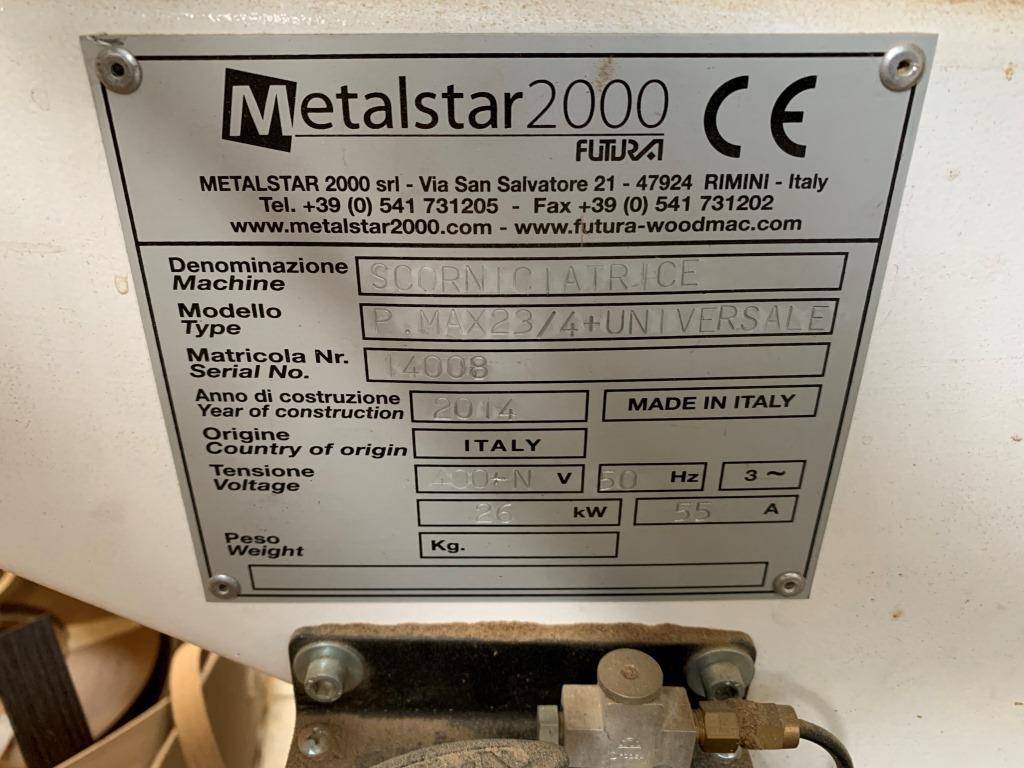 Metalstar2000 CE
FUTURA
METALSTAR 2000 srl - Via San Salvatore 21 - 47924 RIMINI - Italy
Tel. +39 (0) 541 731205 - Fax +39 (0) 541 731202
www.metalstar2000.com - www.futura-woodmac.com
Denominazione
Machine SCORNICIATRICE
Modello
Type P.MAX23/4+UNIVERSALE
Matricola Nr.
Serial No. 14008
Anno di costruzione
Year of construction 2014 MADE IN ITALY
Origine
Country of origin ITALY
Tensione
Voltage 400+N V 50 Hz 3 ~
26 kW 55 A
Peso
Weight Kg.